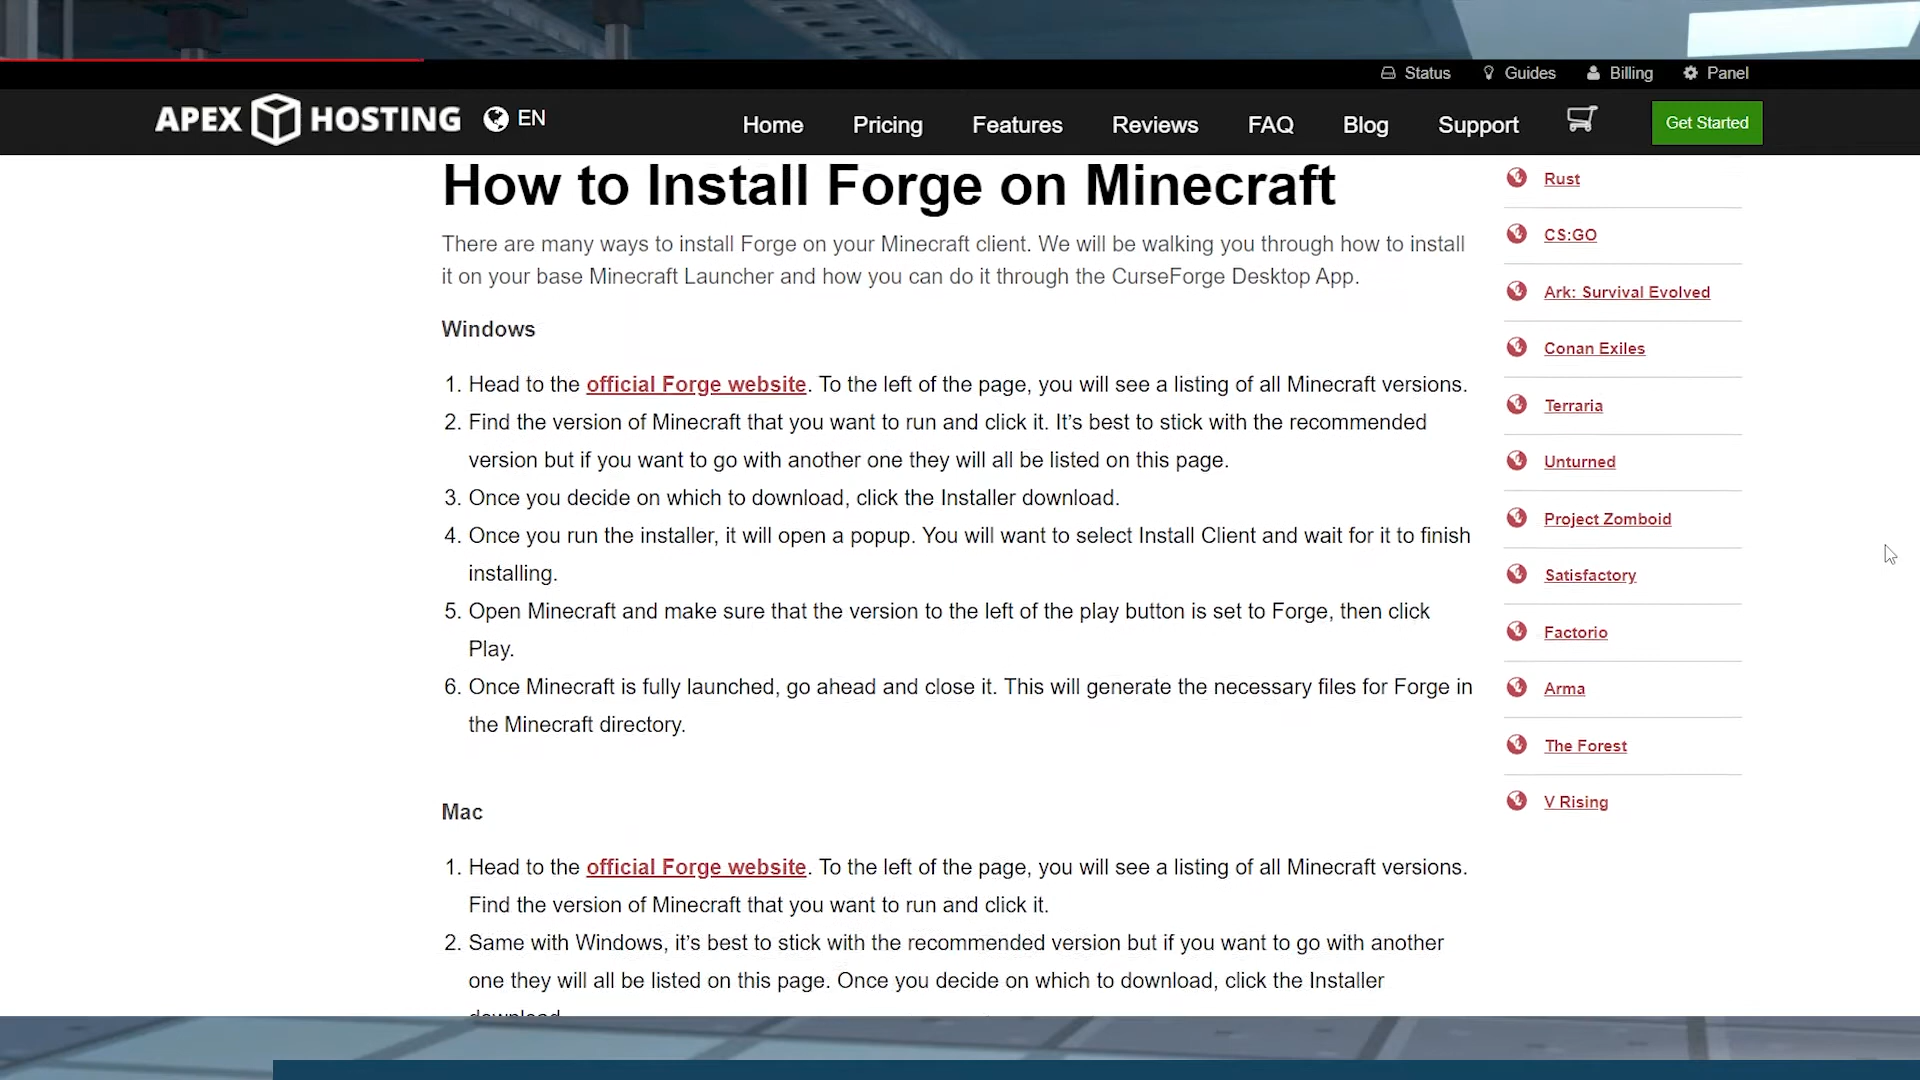 Status Guides Billing Panel
APEX HOSTING EN Home Pricing Features Reviews FAQ Blog Support Get Started
How to Install Forge on Minecraft
There are many ways to install Forge on your Minecraft client. We will be walking you through how to install
it on your base Minecraft Launcher and how you can do it through the CurseForge Desktop App.
Windows
1. Head to the official Forge website. To the left of the page, you will see a listing of all Minecraft versions.
2. Find the version of Minecraft that you want to run and click it. It’s best to stick with the recommended
version but if you want to go with another one they will all be listed on this page.
3. Once you decide on which to download, click the Installer download.
4. Once you run the installer, it will open a popup. You will want to select Install Client and wait for it to finish
installing.
5. Open Minecraft and make sure that the version to the left of the play button is set to Forge, then click
Play.
6. Once Minecraft is fully launched, go ahead and close it. This will generate the necessary files for Forge in
the Minecraft directory.
Mac
1. Head to the official Forge website. To the left of the page, you will see a listing of all Minecraft versions.
Find the version of Minecraft that you want to run and click it.
2. Same with Windows, it’s best to stick with the recommended version but if you want to go with another
one they will all be listed on this page. Once you decide on which to download, click the Installer
download.
Rust
CS:GO
Ark: Survival Evolved
Conan Exiles
Terraria
Unturned
Project Zomboid
Satisfactory
Factorio
Arma
The Forest
V Rising